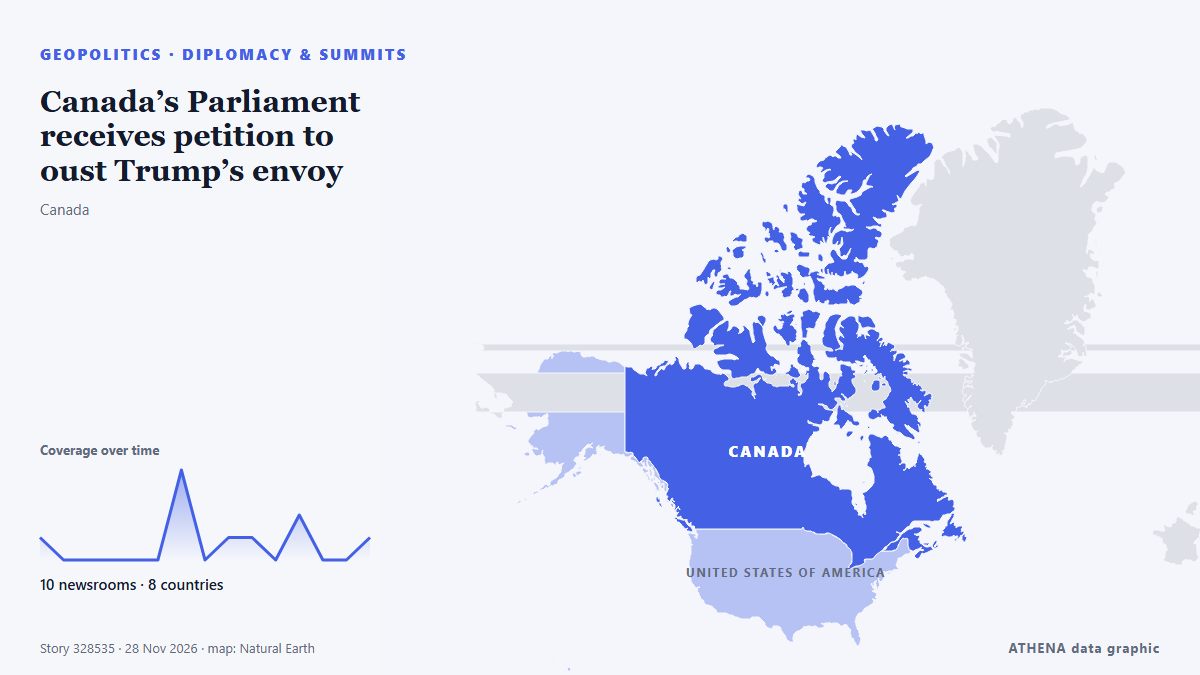 GEOPOLITICS · DIPLOMACY & SUMMITS
Canada’s Parliament
receives petition to
oust Trump’s envoy
Canada
CANADA
UNITED STATES OF AMERICA
Coverage over time
10 newsrooms · 8 countries
Story 328535 · 28 Nov 2026 · map: Natural Earth
ATHENA data graphic